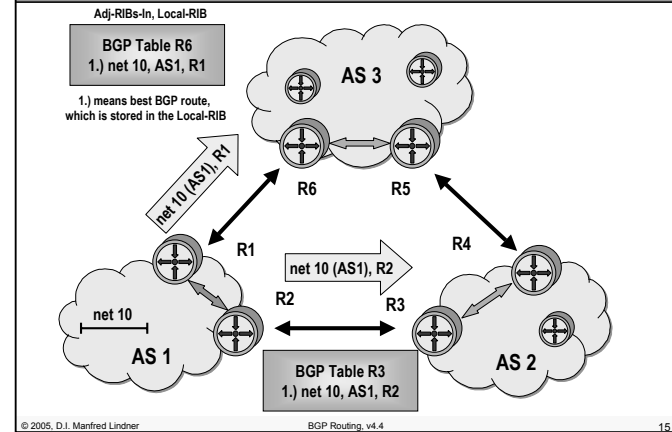 Adj-RIBs-In, Local-RIB
BGP Table R6
1.) net 10, AS1, R1
1.) means best BGP route,
which is stored in the Local-RIB
AS 3
net 10 (AS1), R1
R6
R5
R1
R4
net 10 (AS1), R2
R2
R3
net 10
AS 1
AS 2
BGP Table R3
1.) net 10, AS1, R2
© 2005, D.I. Manfred Lindner
BGP Routing, v4.4
15